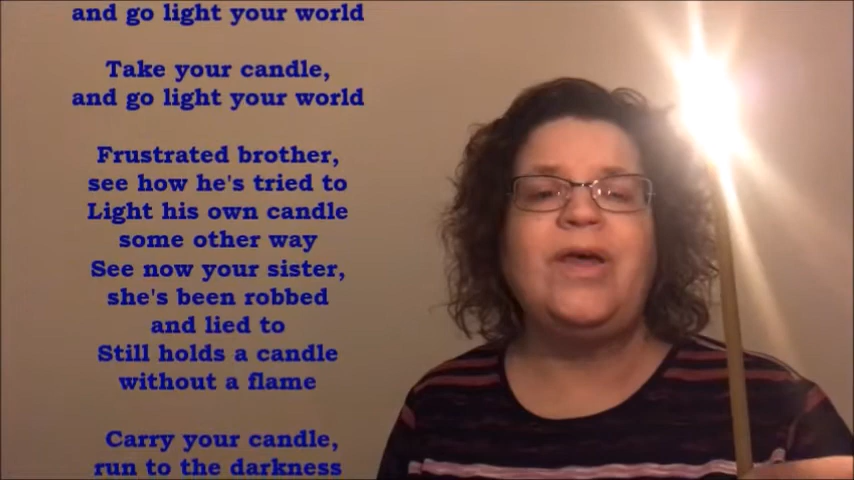 and go light your world
Take your candle,
and go light your world
Frustrated brother,
see how he's tried to
Light his own candle
some other way
See now your sister,
she's been robbed
and lied to
Still holds a candle
without a flame
Carry your candle,
run to the darkness